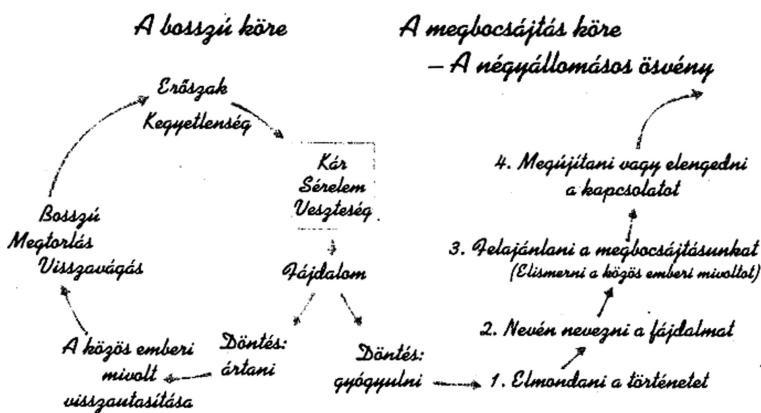 A bosszú köre
A megbocsájtás köre
– A négyállomásos ösvény
Erőszak
Kegyetlenség
Kár
Sérelem
Veszteség
Fájdalom
Döntés:
ártani
A közös emberi
mivolt
visszautasítása
Bosszú
Megtorlás
Visszavágás
Döntés:
gyógyulni
1. Elmondani a történetet
2. Nevén nevezni a fájdalmat
3. Felajánlani a megbocsájtásunkat
(Elismerni a közös emberi mivoltot)
4. Megújítani vagy elengedni
a kapcsolatot